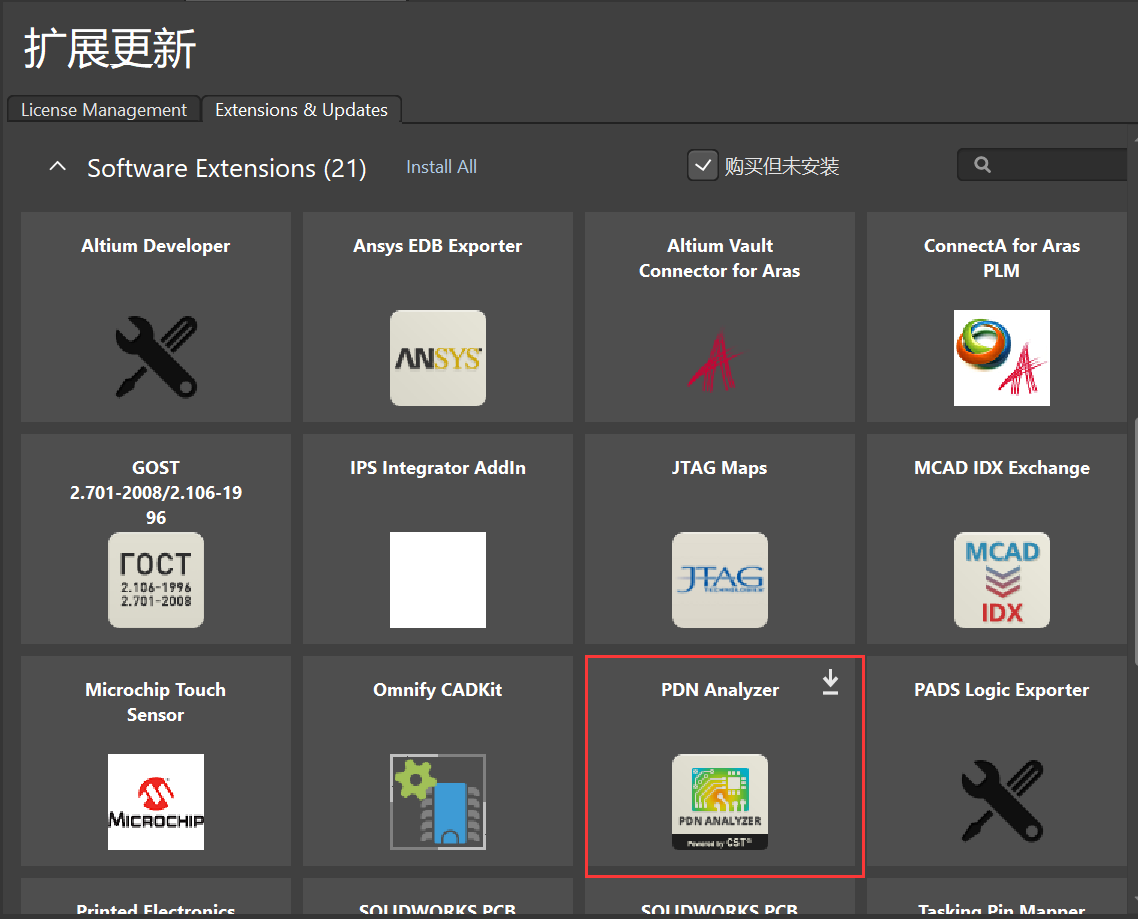 扩展更新
License Management
Extensions & Updates
Software Extensions (21)
Install All
购买但未安装
Altium Developer
Ansys EDB Exporter
ANSYS
Altium Vault
Connector for Aras
ConnectA for Aras
PLM
GOST
2.701-2008/2.106-19
96
ГОСТ
2.106-1996
2.701-2008
IPS Integrator AddIn
JTAG Maps
JTAG
TECHNOLOGIES
MCAD IDX Exchange
MCAD
IDX
Microchip Touch
Sensor
MICROCHIP
Omnify CADKit
PDN Analyzer
PDN ANALYZER
Powered by CST®
PADS Logic Exporter
Printed Electronics
SOLIDWORKS PCB
SOLIDWORKS PCB
Tasking Pin Mapper